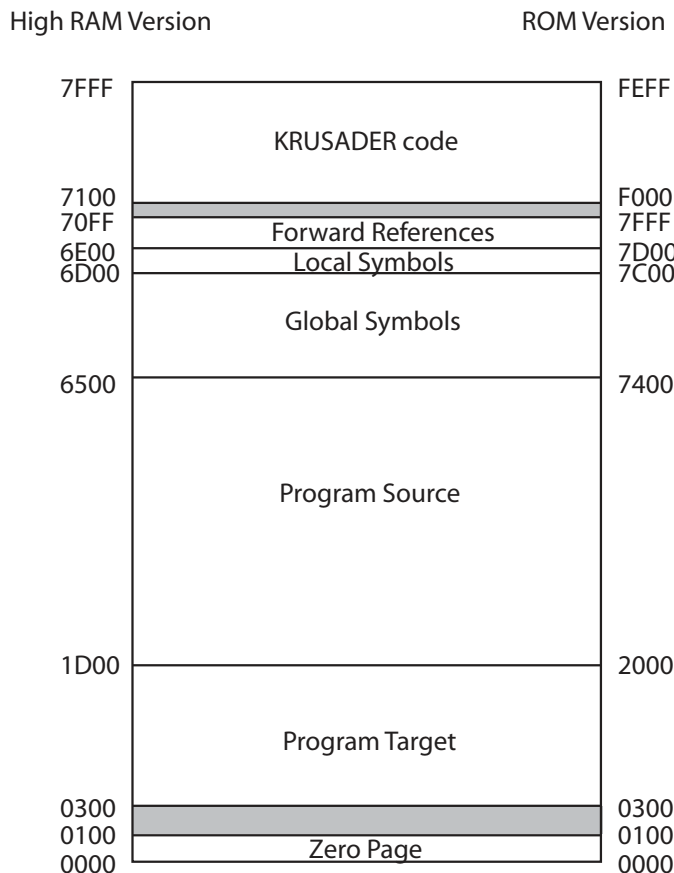 High RAM Version ROM Version
7FFF FEFF
KRUSADER code
7100 F000
70FF 7FFF
Forward References
6E00 7D00
Local Symbols
6D00 7C00
Global Symbols
6500 7400
Program Source
1D00 2000
Program Target
0300 0300
0100 0100
Zero Page
0000 0000